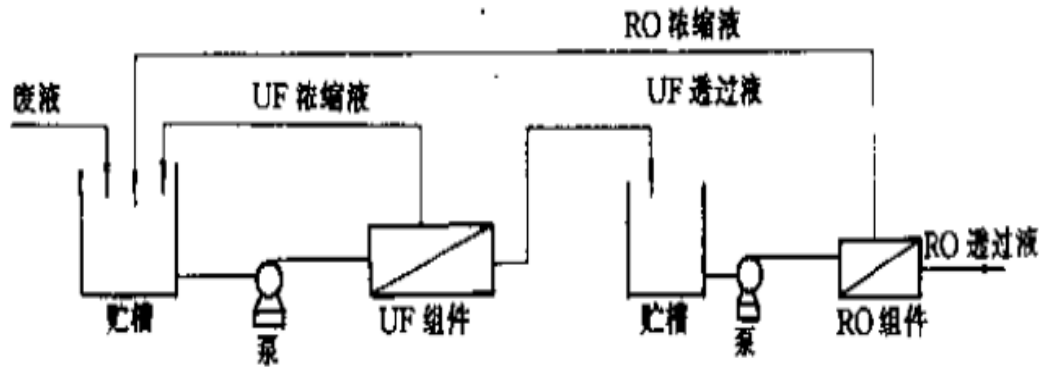 RO 浓缩液
废液
UF 浓缩液
UF 透过液
RO 透过液
贮槽
泵
UF 组件
贮槽
泵
RO 组件